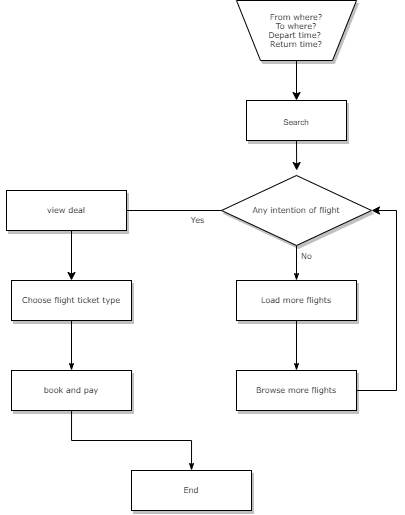 From where?
To where?
Depart time?
Return time?
Search
Any intention of flight
Yes
No
view deal
Choose flight ticket type
Load more flights
book and pay
Browse more flights
End